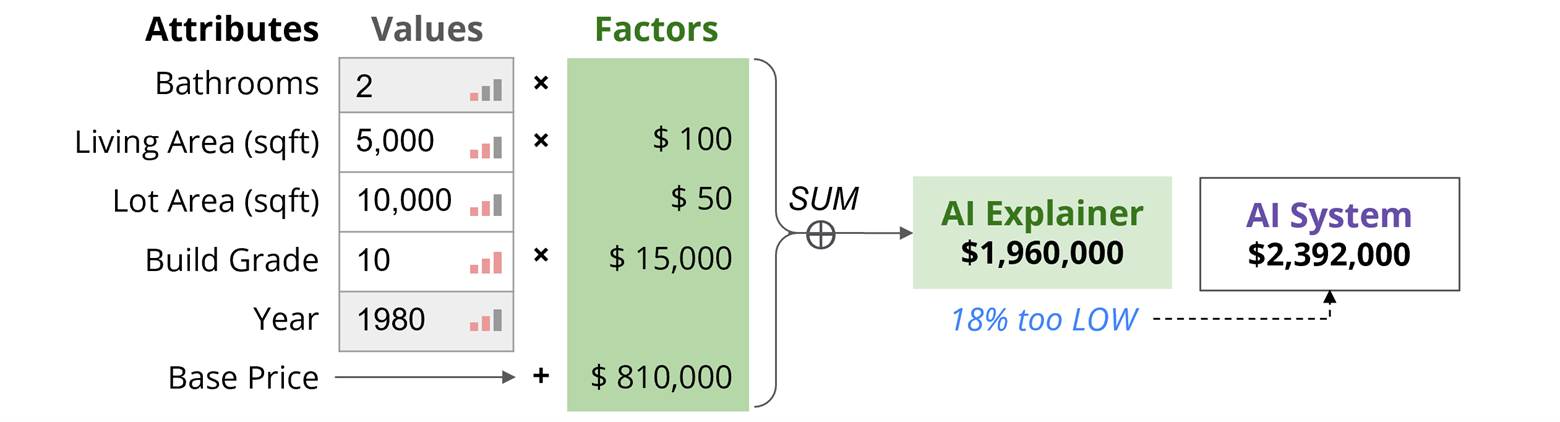 Attributes Values Factors
Bathrooms 2 ×
Living Area (sqft) 5,000 × $ 100
Lot Area (sqft) 10,000 $ 50
Build Grade 10 × $ 15,000
Year 1980
Base Price + $ 810,000
SUM
AI Explainer
$1,960,000
18% too LOW
AI System
$2,392,000